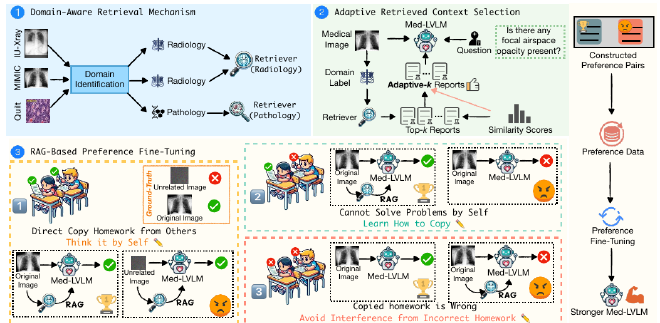 1 Domain-Aware Retrieval Mechanism
IU-Xray
MIMIC
Quilt
Domain
Identification
Radiology
Radiology
Pathology
Retriever
(Radiology)
Retriever
(Pathology)
2 Adaptive Retrieved Context Selection
Medical
Image
Med-LVLM
Question
Is there any
focal airspace
opacity present?
Domain
Label
Adaptive-k Reports
Retriever
Top-k Reports
Similarity Scores
3 RAG-Based Preference Fine-Tuning
1
Ground-Truth
Unrelated Image
Original Image
Direct Copy Homework from Others
Think it by Self
Original
Image
Med-LVLM
RAG
Unrelated
Image
Med-LVLM
RAG
2
Original
Image
Med-LVLM
RAG
Original
Image
Med-LVLM
Cannot Solve Problems by Self
Learn How to Copy
3
Original
Image
Med-LVLM
Original
Image
Med-LVLM
RAG
Copied Homework is Wrong
Avoid Interference from Incorrect Homework
Constructed
Preference Pairs
Preference Data
Preference
Fine-Tuning
Stronger Med-LVLM